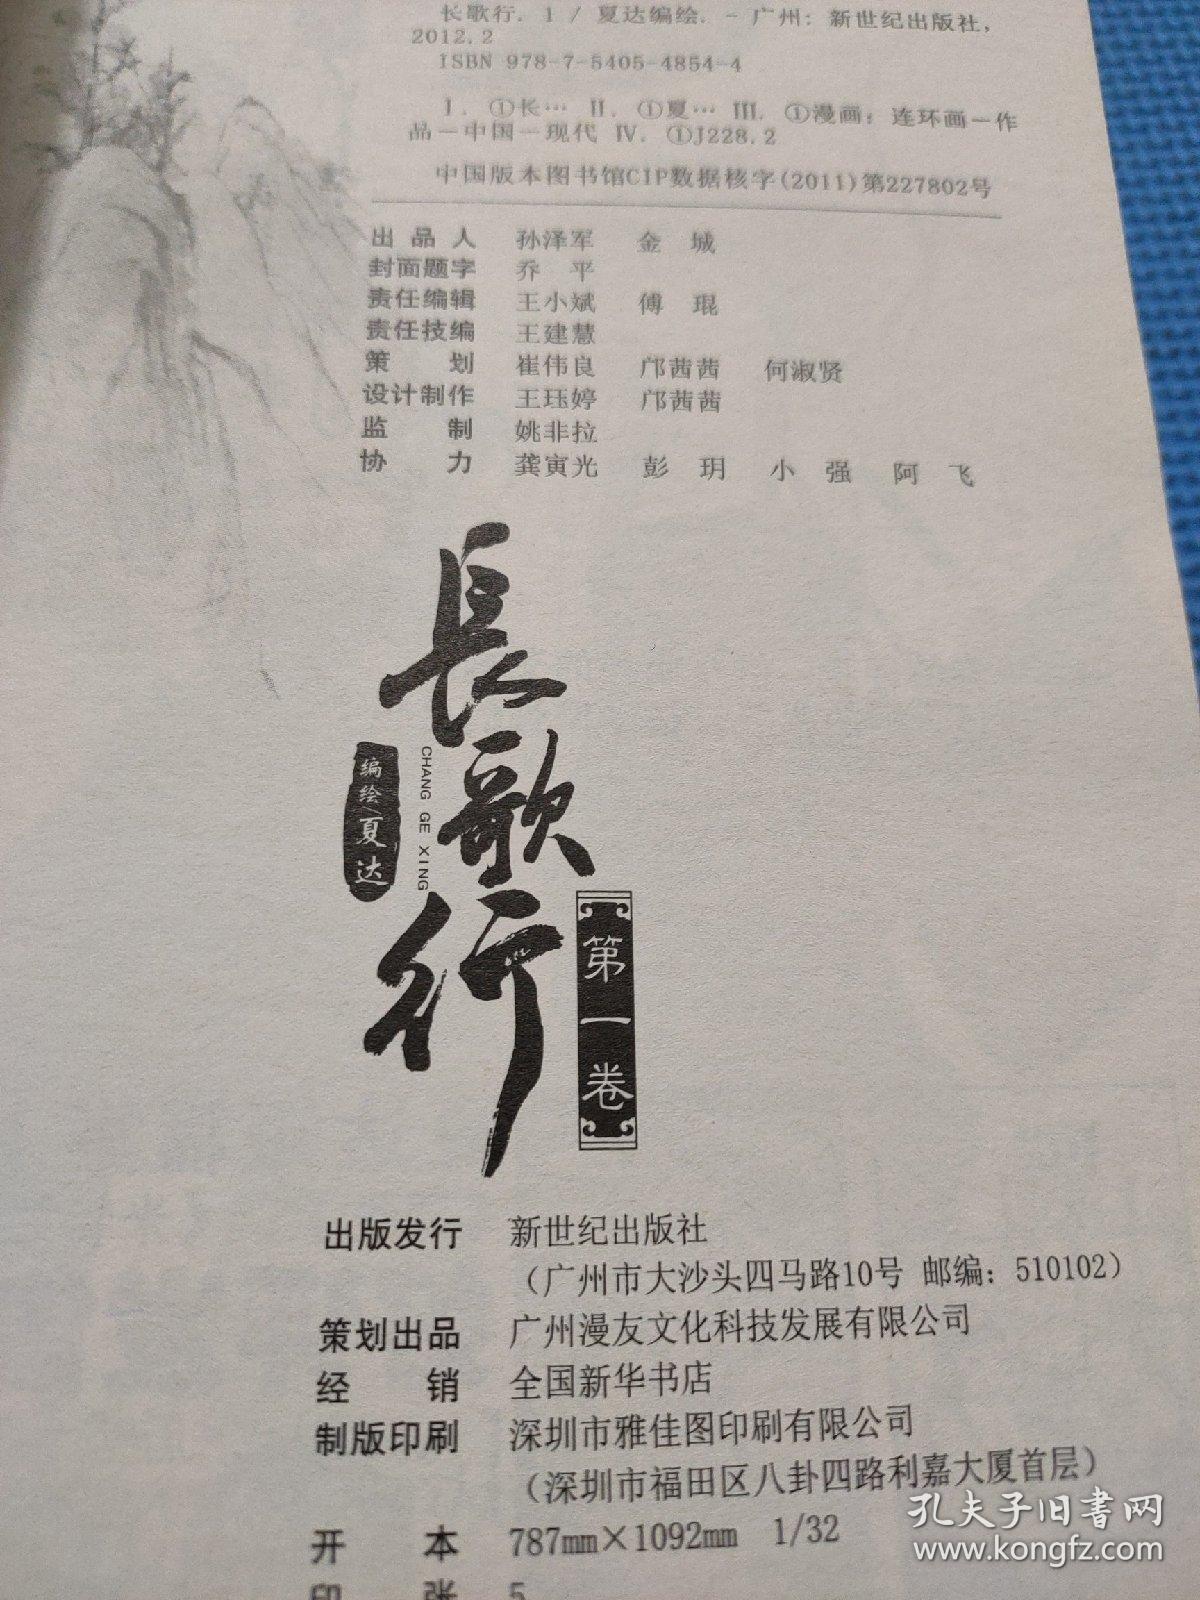 长歌行. 1 / 夏达编绘. - 广州: 新世纪出版社,
2012.2
ISBN 978-7-5405-4854-4
Ⅰ. ①长… Ⅱ. ①夏… Ⅲ. ①漫画：连环画－作
品－中国－现代 Ⅳ. ①J228.2
中国版本图书馆CIP数据核字(2011)第227802号
出品人 孙泽军 金城
封面题字 乔平
责任编辑 王小斌 傅琨
责任技编 王建慧
策划 崔伟良 邝茜茜 何淑贤
设计制作 王珏婷 邝茜茜
监制 姚非拉
协力 龚寅光 彭玥 小强 阿飞
長歌行
CHANG GE XING
编绘/夏达
第一卷
出版发行 新世纪出版社
（广州市大沙头四马路10号 邮编：510102）
策划出品 广州漫友文化科技发展有限公司
经销 全国新华书店
制版印刷 深圳市雅佳图印刷有限公司
（深圳市福田区八卦四路利嘉大厦首层）
开本 787mm×1092mm 1/32
印张 5
孔夫子旧书网
www.kongfz.com